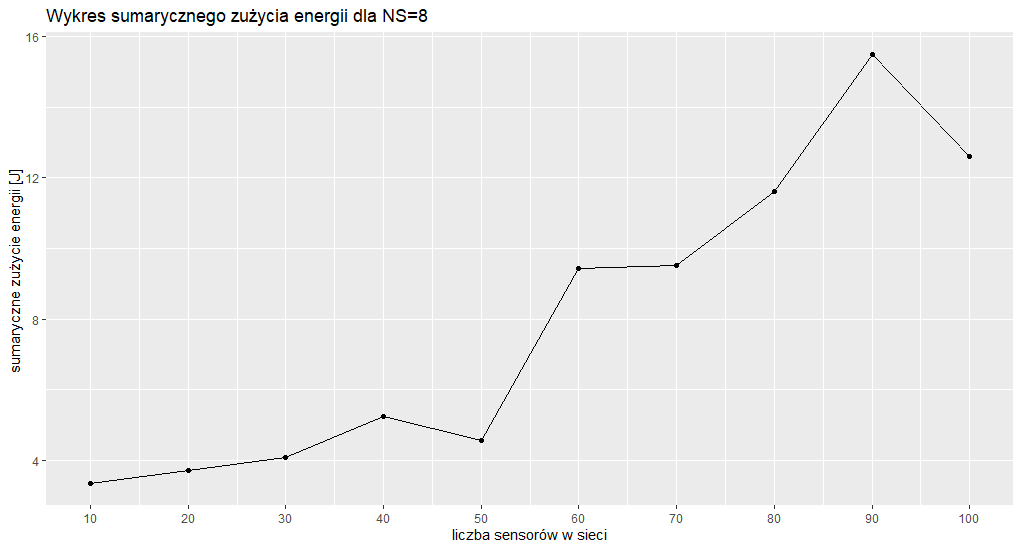 Wykres sumarycznego zużycia energii dla NS=8
16
12
8
4
sumaryczne zużycie energii [J]
10 20 30 40 50 60 70 80 90 100
liczba sensorów w sieci